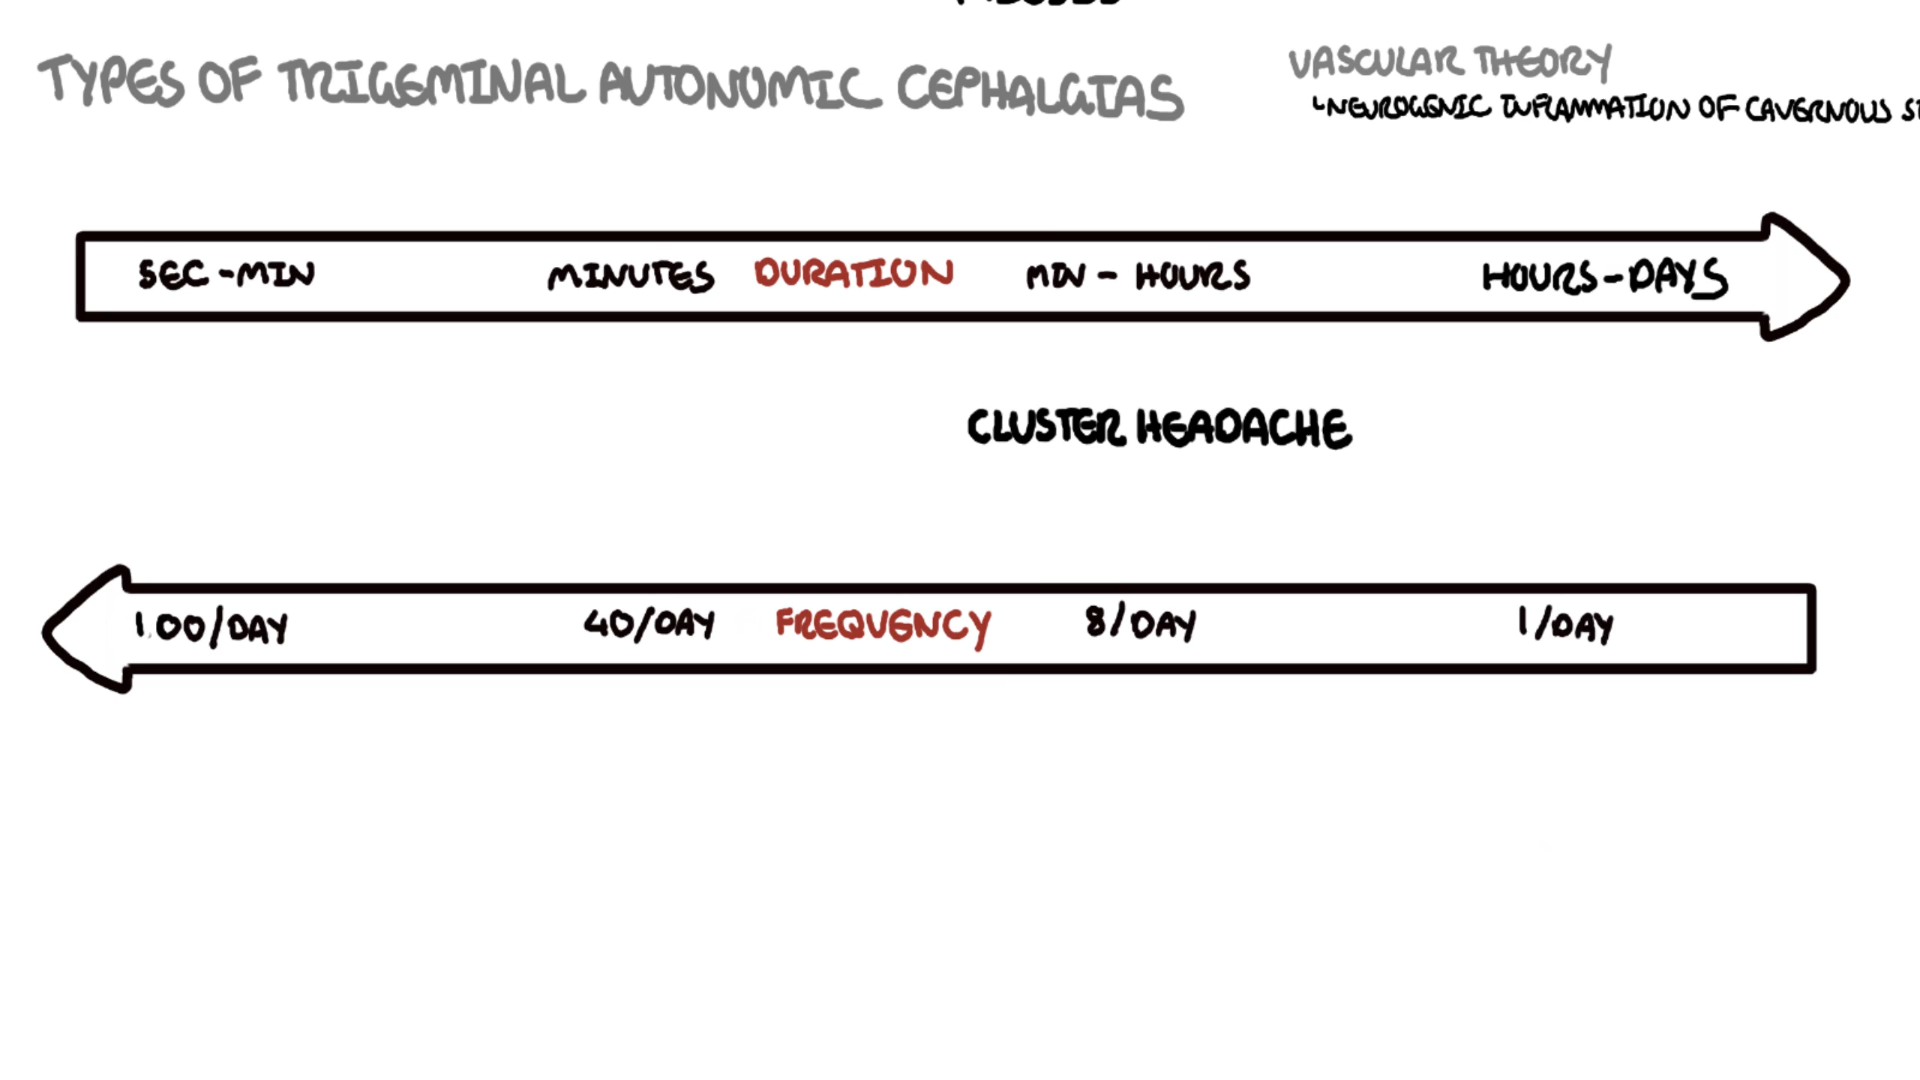 TYPES OF TRIGEMINAL AUTONOMIC CEPHALGIAS
VASCULAR THEORY
NEUROGENIC INFLAMMATION OF CAVERNOUS
SEC-MIN MINUTES DURATION MIN - HOURS HOURS-DAYS
CLUSTER HEADACHE
100/DAY 40/DAY FREQUENCY 8/DAY 1/DAY